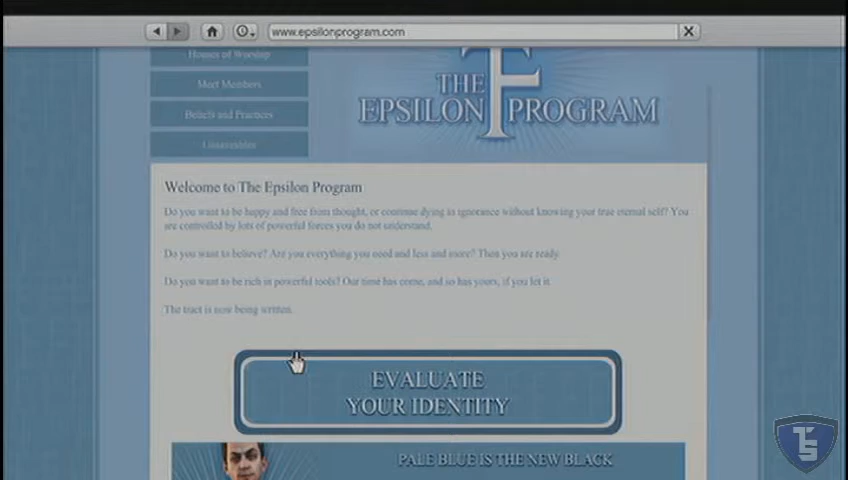 www.epsilonprogram.com
Houses of Worship
Meet Members
Beliefs and Practices
Unsaveables
THE
EPSILON PROGRAM
Welcome to The Epsilon Program
Do you want to be happy and free from thought, or continue dying in ignorance without knowing your true eternal self? You
are controlled by lots of powerful forces you do not understand.
Do you want to believe? Are you everything you need and less and more? Then you are ready.
Do you want to be rich in powerful tools? Our time has come, and so has yours, if you let it.
The tract is now being written.
EVALUATE
YOUR IDENTITY
PALE BLUE IS THE NEW BLACK
TS